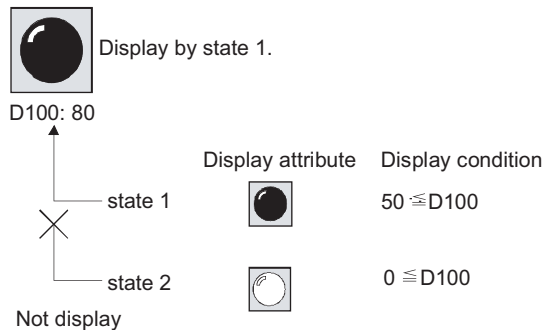 Display by state 1.
D100: 80
Display attribute Display condition
state 1 50 ≦D100
state 2 0 ≦D100
Not display